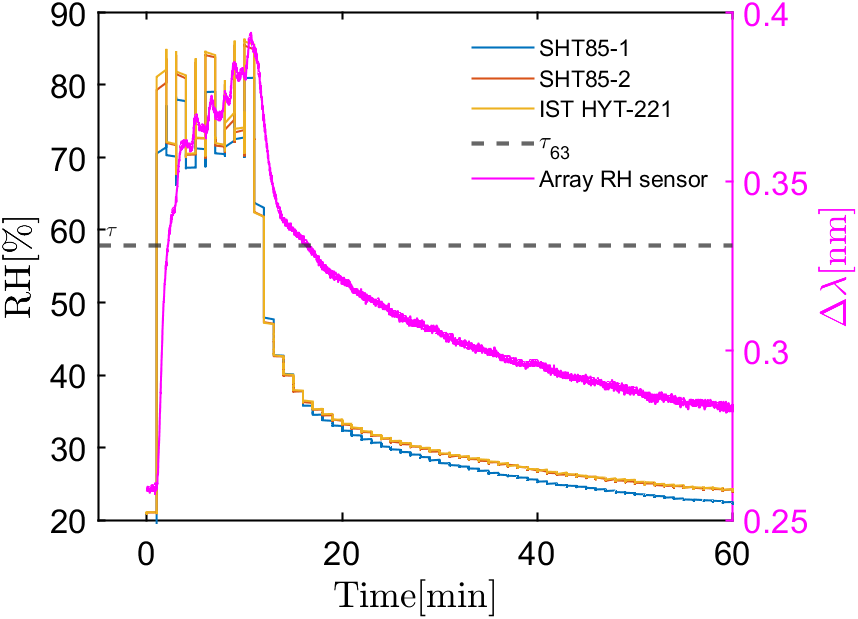 90
80
70
60
50
40
30
20
RH[%]
τ
SHT85-1
SHT85-2
IST HYT-221
τ63
Array RH sensor
0.4
0.35
0.3
0.25
Δλ[nm]
0
20
40
60
Time[min]